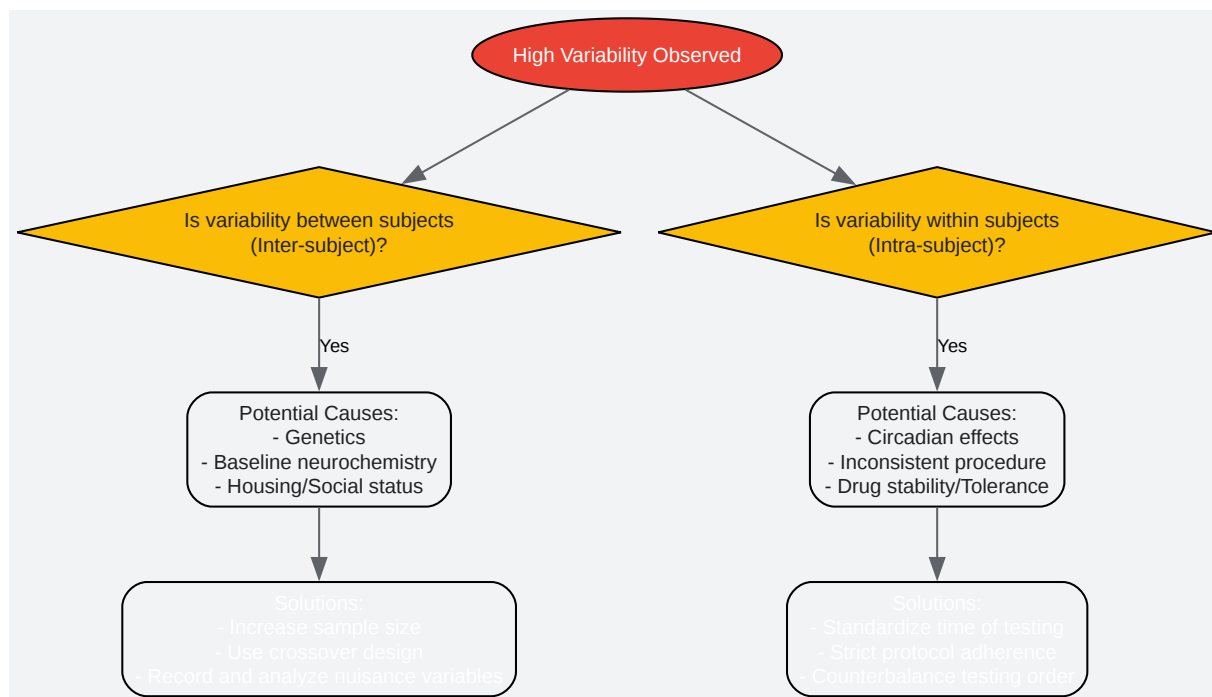 High Variability Observed
Is variability between subjects
(Inter-subject)?
Is variability within subjects
(Intra-subject)?
Yes
Yes
Potential Causes:
- Genetics
- Baseline neurochemistry
- Housing/Social status
Potential Causes:
- Circadian effects
- Inconsistent procedure
- Drug stability/Tolerance
Solutions:
- Increase sample size
- Use crossover design
- Record and analyze nuisance variables
Solutions:
- Standardize time of testing
- Strict protocol adherence
- Counterbalance testing order